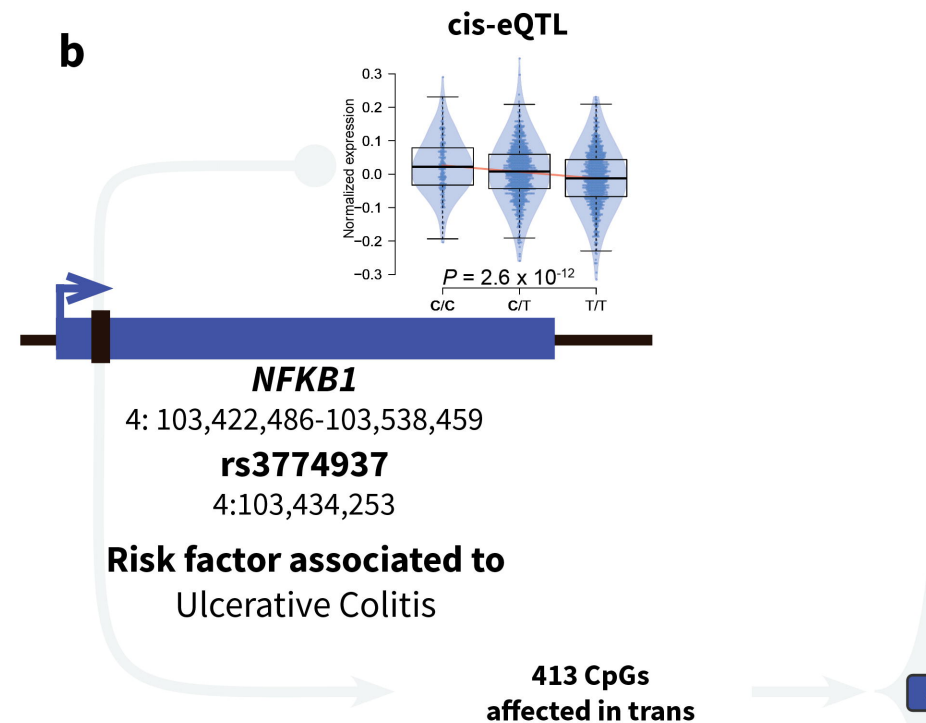 b
cis-eQTL
Normalized expression
0.3
0.2
0.1
0.0
−0.1
−0.2
−0.3
P = 2.6 x 10-12
C/C C/T T/T
NFKB1
4: 103,422,486-103,538,459
rs3774937
4:103,434,253
Risk factor associated to
Ulcerative Colitis
413 CpGs
affected in trans